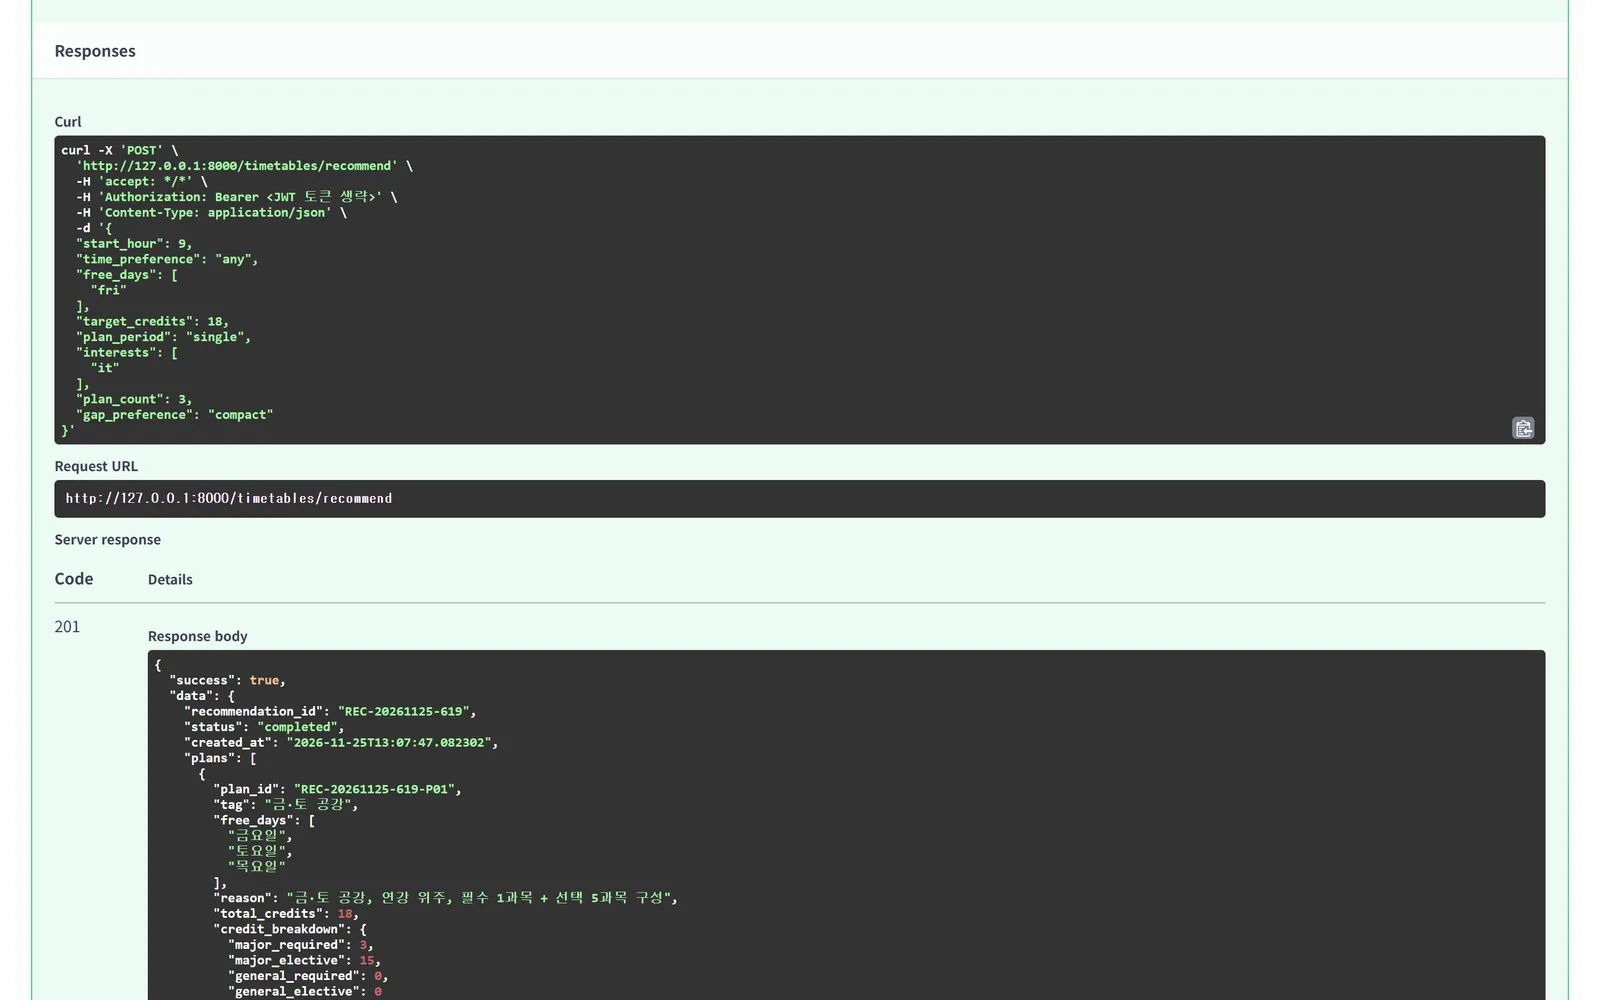 Responses
Curl
curl -X 'POST' \
'http://127.0.0.1:8000/timetables/recommend' \
-H 'accept: */*' \
-H 'Authorization: Bearer <JWT 토큰 생략>' \
-H 'Content-Type: application/json' \
-d '{
"start_hour": 9,
"time_preference": "any",
"free_days": [
"fri"
],
"target_credits": 18,
"plan_period": "single",
"interests": [
"it"
],
"plan_count": 3,
"gap_preference": "compact"
}'
Request URL
http://127.0.0.1:8000/timetables/recommend
Server response
Code Details
201
Response body
{
"success": true,
"data": {
"recommendation_id": "REC-20261125-619",
"status": "completed",
"created_at": "2026-11-25T13:07:47.082302",
"plans": [
{
"plan_id": "REC-20261125-619-P01",
"tag": "금·토 공강",
"free_days": [
"금요일",
"토요일",
"목요일"
],
"reason": "금·토 공강, 연강 위주, 필수 1과목 + 선택 5과목 구성",
"total_credits": 18,
"credit_breakdown": {
"major_required": 3,
"major_elective": 15,
"general_required": 0,
"general_elective": 0